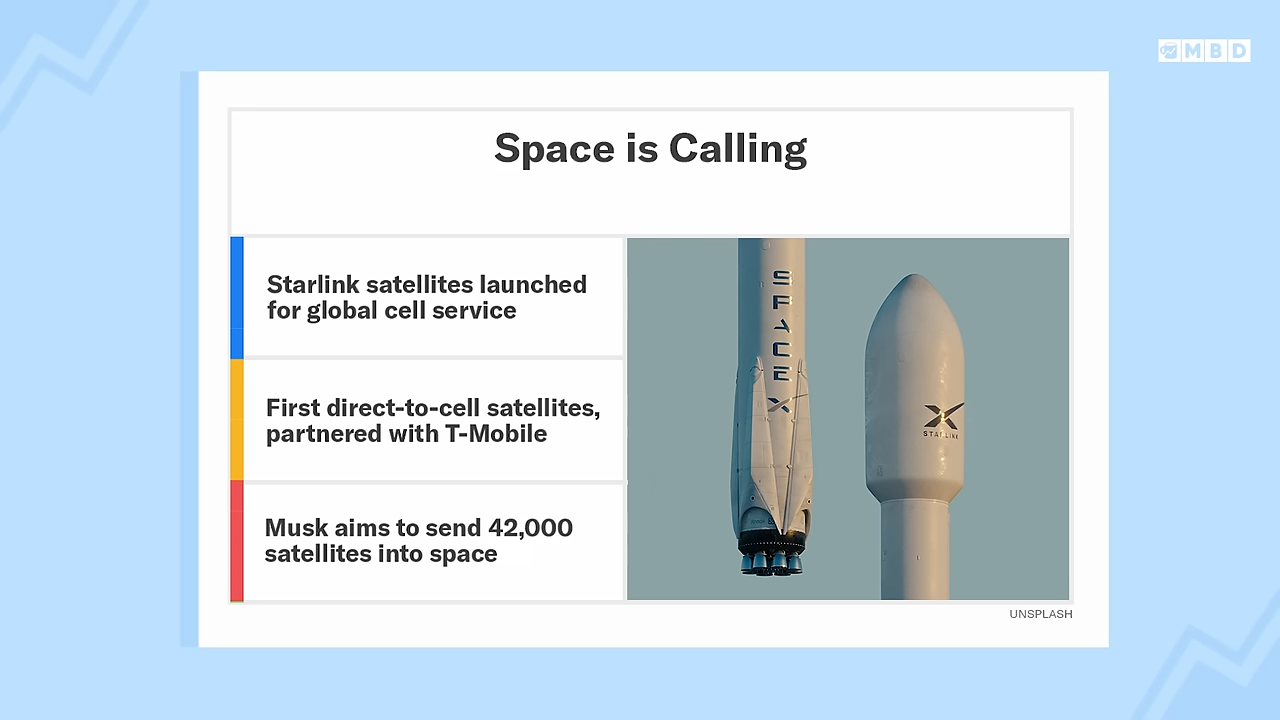 MBD
Space is Calling
Starlink satellites launched
for global cell service
First direct-to-cell satellites,
partnered with T-Mobile
Musk aims to send 42,000
satellites into space
SPACE X
STARLINK
UNSPLASH